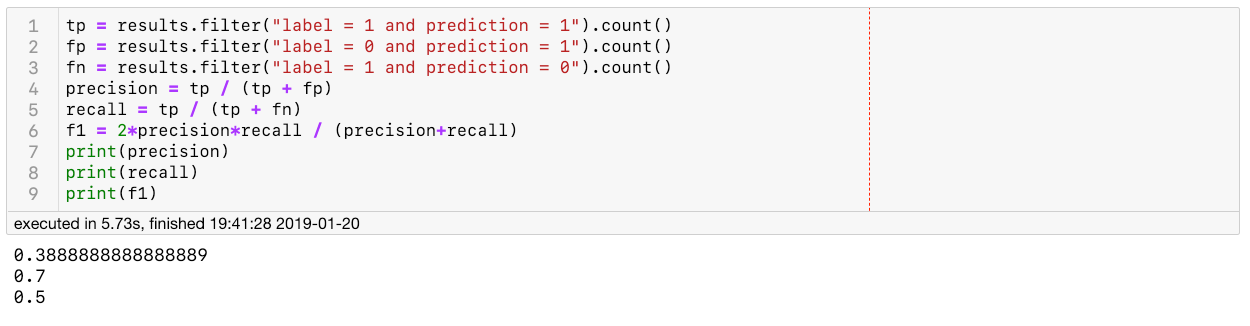 1 tp = results.filter("label = 1 and prediction = 1").count()
2 fp = results.filter("label = 0 and prediction = 1").count()
3 fn = results.filter("label = 1 and prediction = 0").count()
4 precision = tp / (tp + fp)
5 recall = tp / (tp + fn)
6 f1 = 2*precision*recall / (precision+recall)
7 print(precision)
8 print(recall)
9 print(f1)
executed in 5.73s, finished 19:41:28 2019-01-20
0.3888888888888889
0.7
0.5